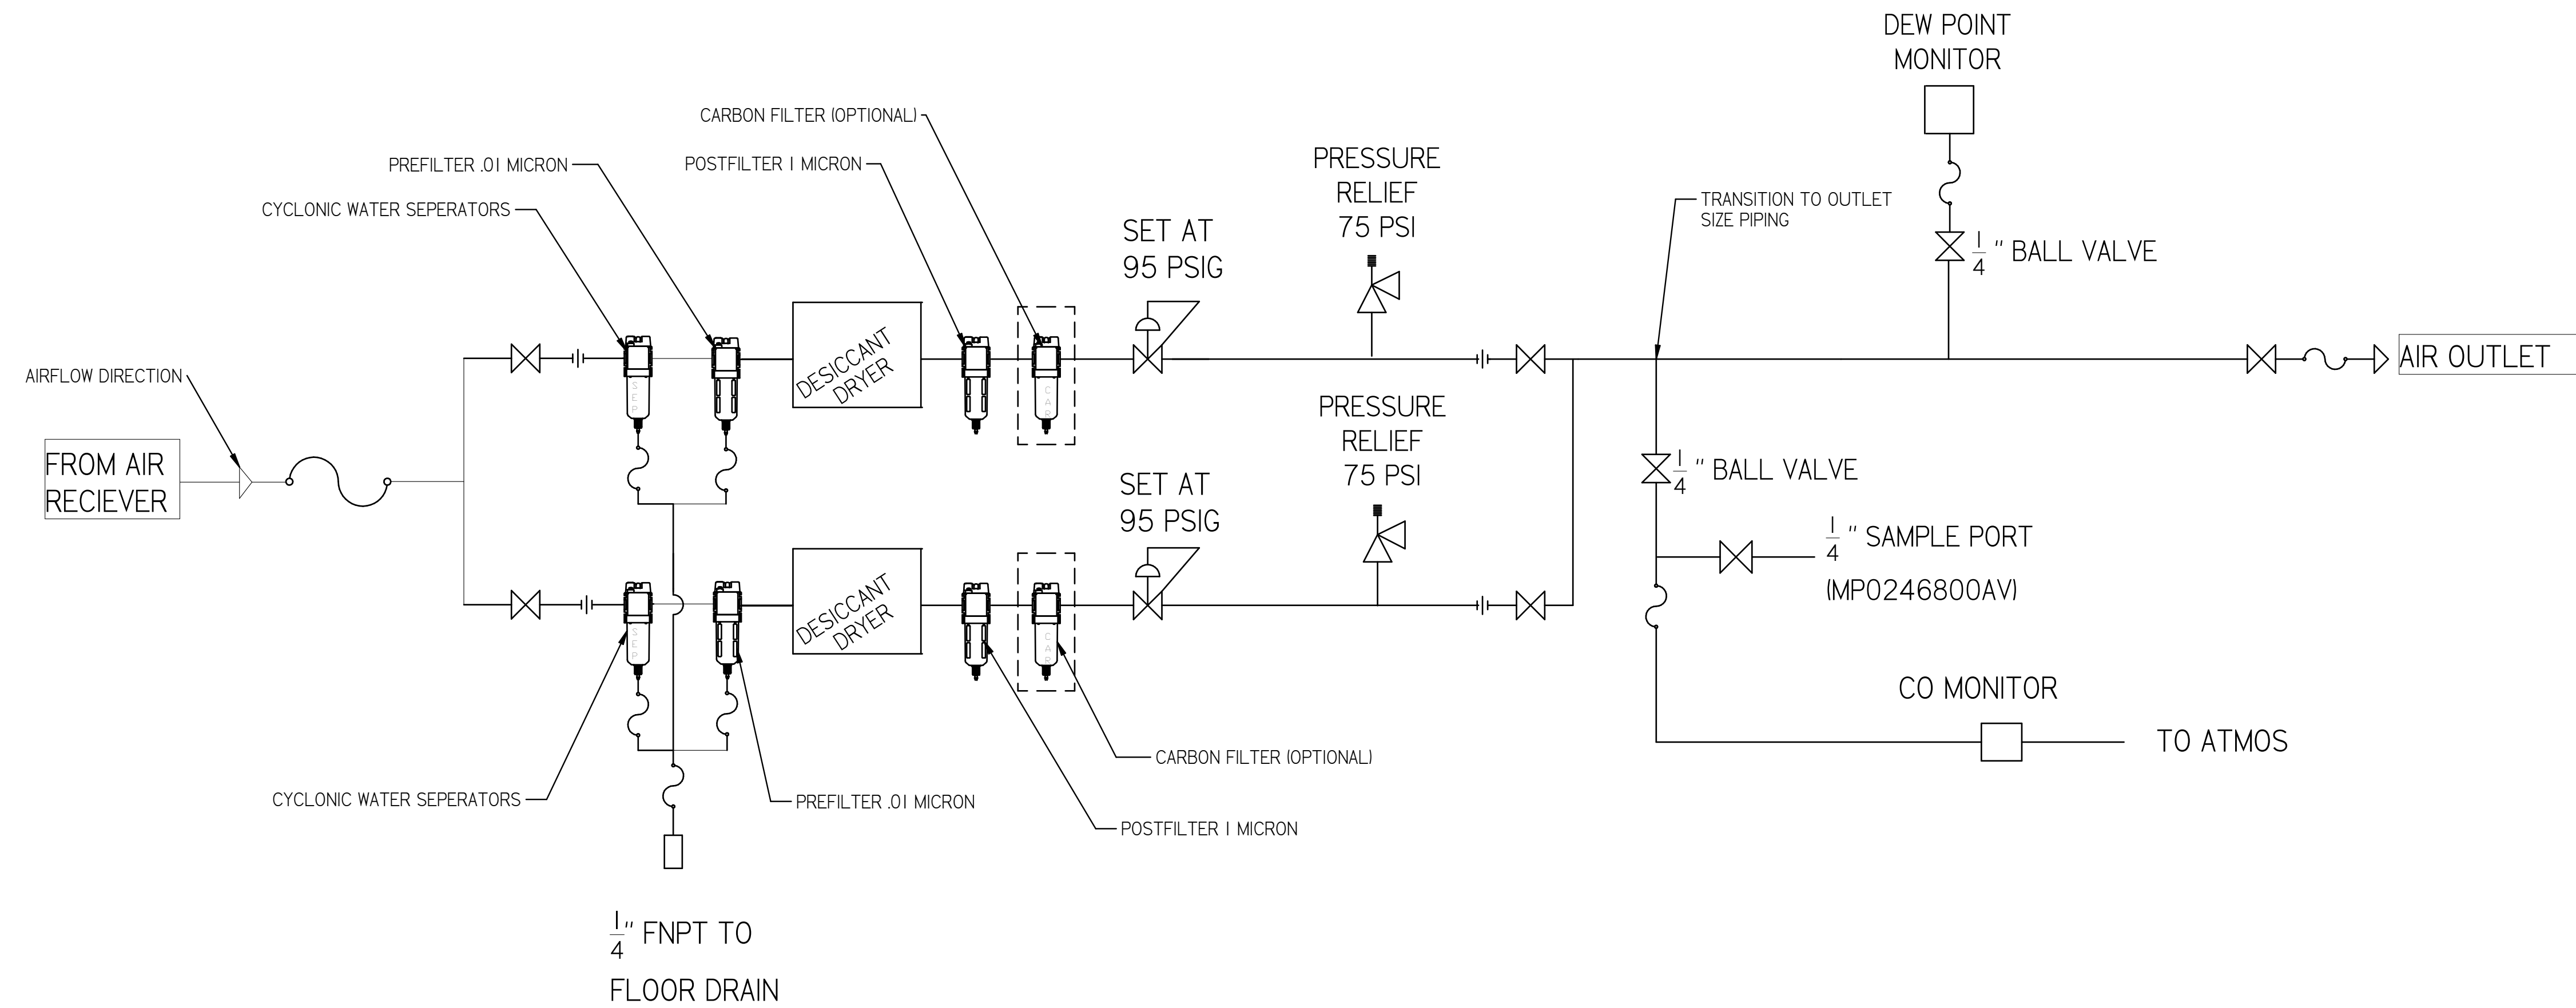 DEW POINT
MONITOR
CARBON FILTER (OPTIONAL)
PREFILTER .01 MICRON
POSTFILTER 1 MICRON
CYCLONIC WATER SEPERATORS
PRESSURE
RELIEF
75 PSI
SET AT
95 PSIG
TRANSITION TO OUTLET
SIZE PIPING
1/4" BALL VALVE
AIRFLOW DIRECTION
SEP
DESICCANT
DRYER
CAR
AIR OUTLET
FROM AIR
RECIEVER
PRESSURE
RELIEF
75 PSI
SET AT
95 PSIG
1/4" BALL VALVE
1/4" SAMPLE PORT
(MP0246800AV)
SEP
DESICCANT
DRYER
CAR
CO MONITOR
TO ATMOS
CARBON FILTER (OPTIONAL)
CYCLONIC WATER SEPERATORS
PREFILTER .01 MICRON
POSTFILTER 1 MICRON
1/4" FNPT TO
FLOOR DRAIN